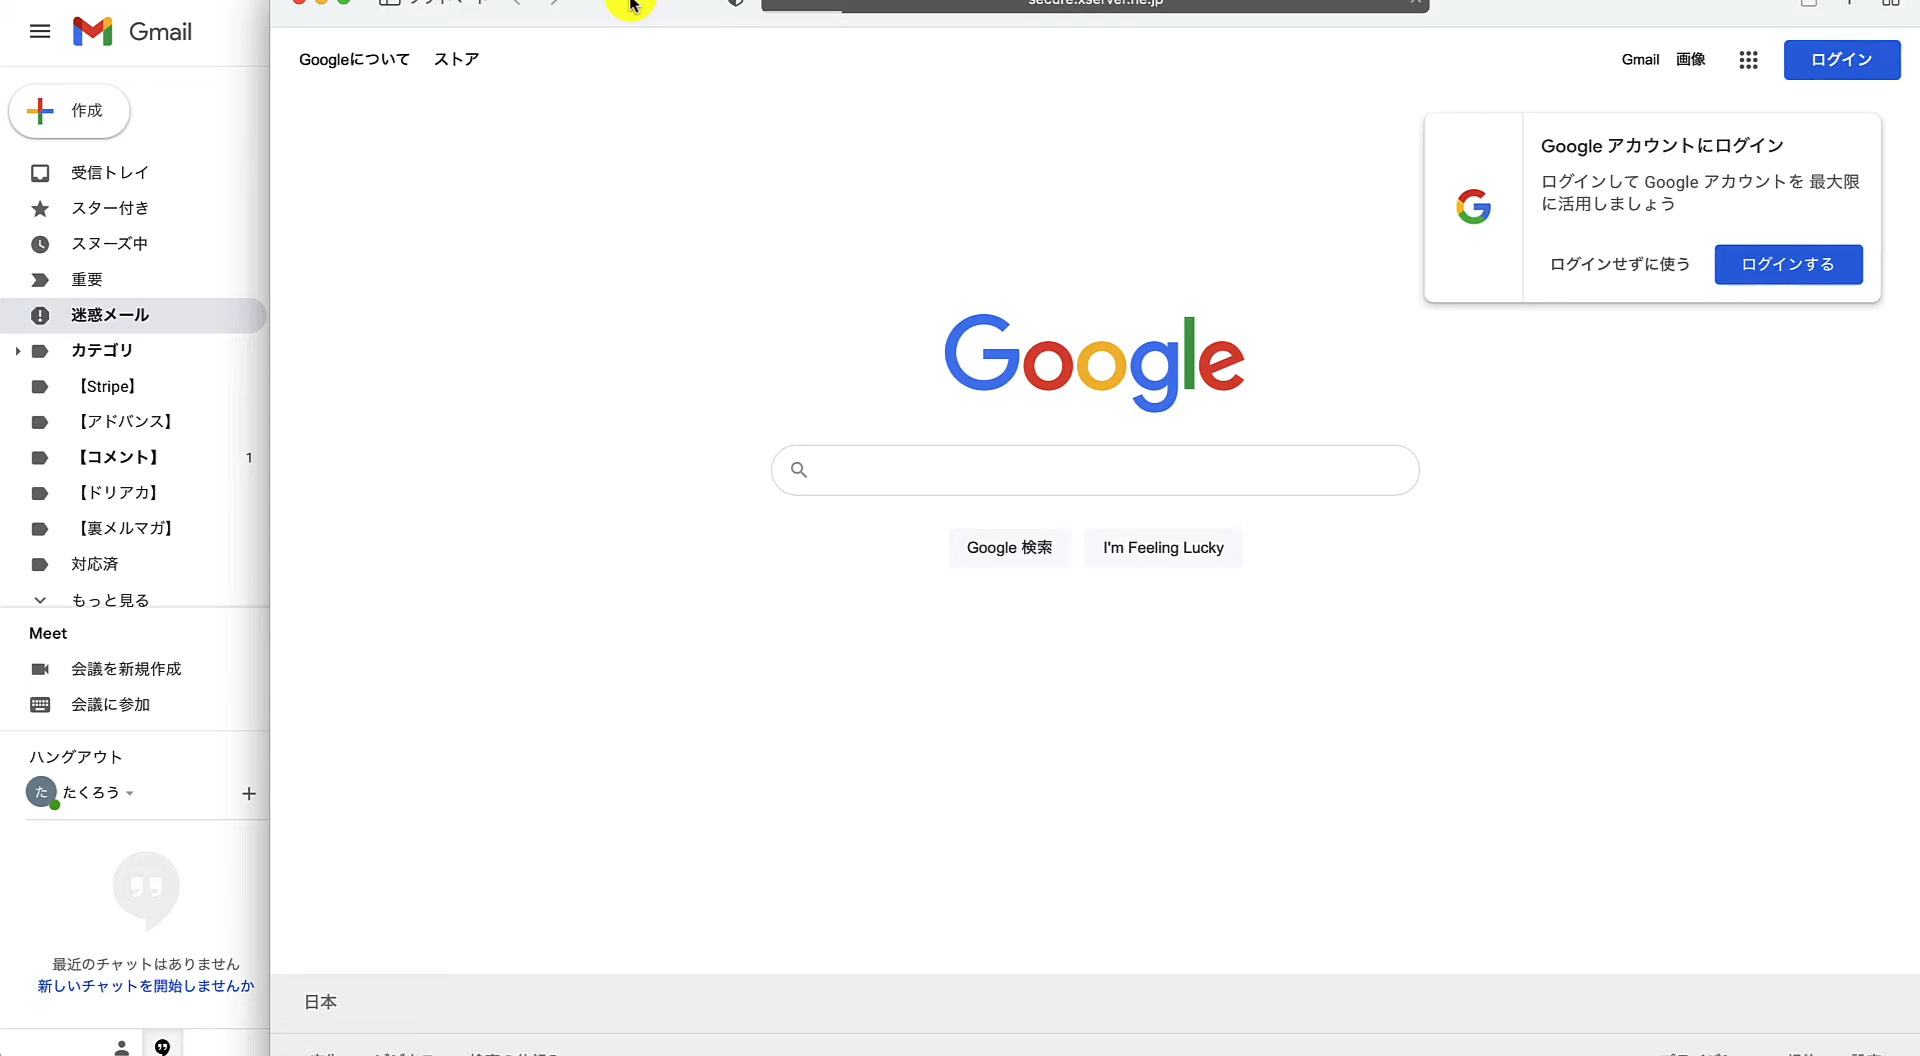 Gmail
作成
受信トレイ
スター付き
スヌーズ中
重要
迷惑メール
カテゴリ
【Stripe】
【アドバンス】
【コメント】 1
【ドリアカ】
【裏メルマガ】
対応済
もっと見る
Meet
会議を新規作成
会議に参加
ハンгアウト
た たくろう
最近のチャットはありません
新しいチャットを開始しませんか
secure.xserver.ne.jp
Googleについて ストア
Gmail 画像 ログイン
Google アカウントにログイン
ログインして Google アカウントを 最大限
に活用しましょう
ログインせずに使う ログインする
Google
Google 検索 I'm Feeling Lucky
日本